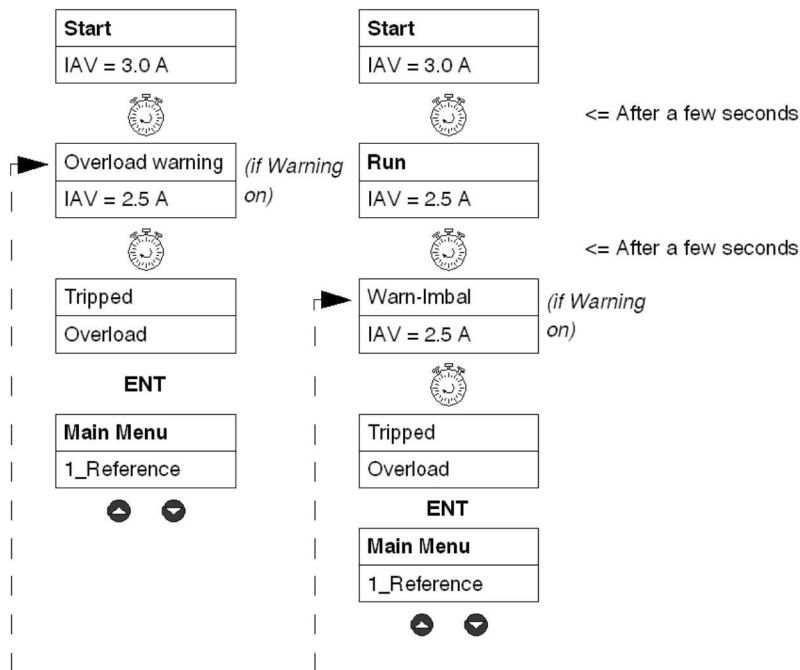 Start
IAV = 3.0 A
Overload warning
IAV = 2.5 A
(if Warning
on)
Tripped
Overload
ENT
Main Menu
1_Reference
Start
IAV = 3.0 A
<= After a few seconds
Run
IAV = 2.5 A
<= After a few seconds
Warn-Imbal
IAV = 2.5 A
(if Warning
on)
Tripped
Overload
ENT
Main Menu
1_Reference